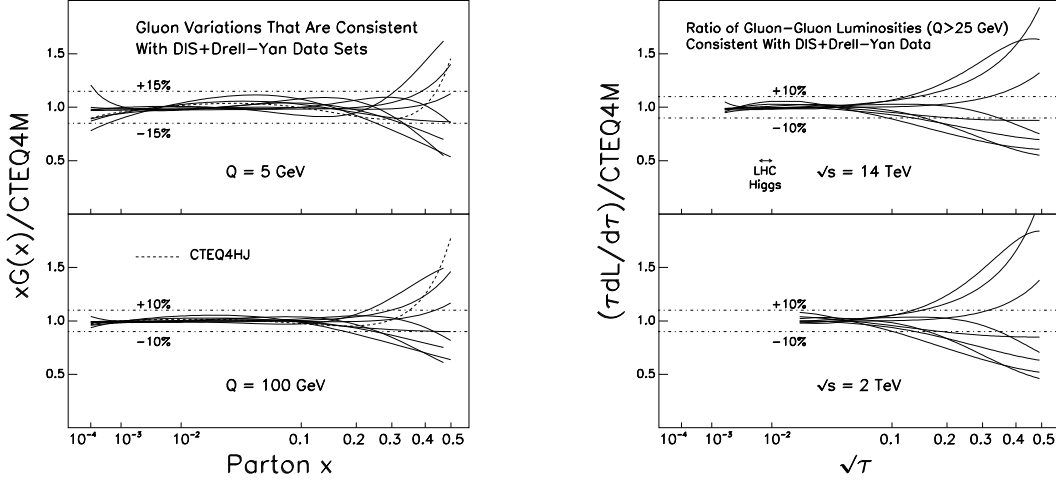 Gluon Variations That Are Consistent
With DIS+Drell-Yan Data Sets
1.5
+15%
1.0
-15%
0.5
Q = 5 GeV
xG(x)/CTEQ4M
CTEQ4HJ
1.5
+10%
1.0
-10%
0.5
Q = 100 GeV
10⁻⁴ 10⁻³ 10⁻² 0.1 0.2 0.3 0.4 0.5
Parton x
Ratio of Gluon-Gluon Luminosities (Q>25 GeV)
Consistent With DIS+Drell-Yan Data
1.5
+10%
1.0
-10%
0.5
LHC
Higgs
√s = 14 TeV
(τdL/dτ)/CTEQ4M
1.5
+10%
1.0
-10%
0.5
√s = 2 TeV
10⁻⁴ 10⁻³ 10⁻² 0.1 0.2 0.3 0.4 0.5
√τ